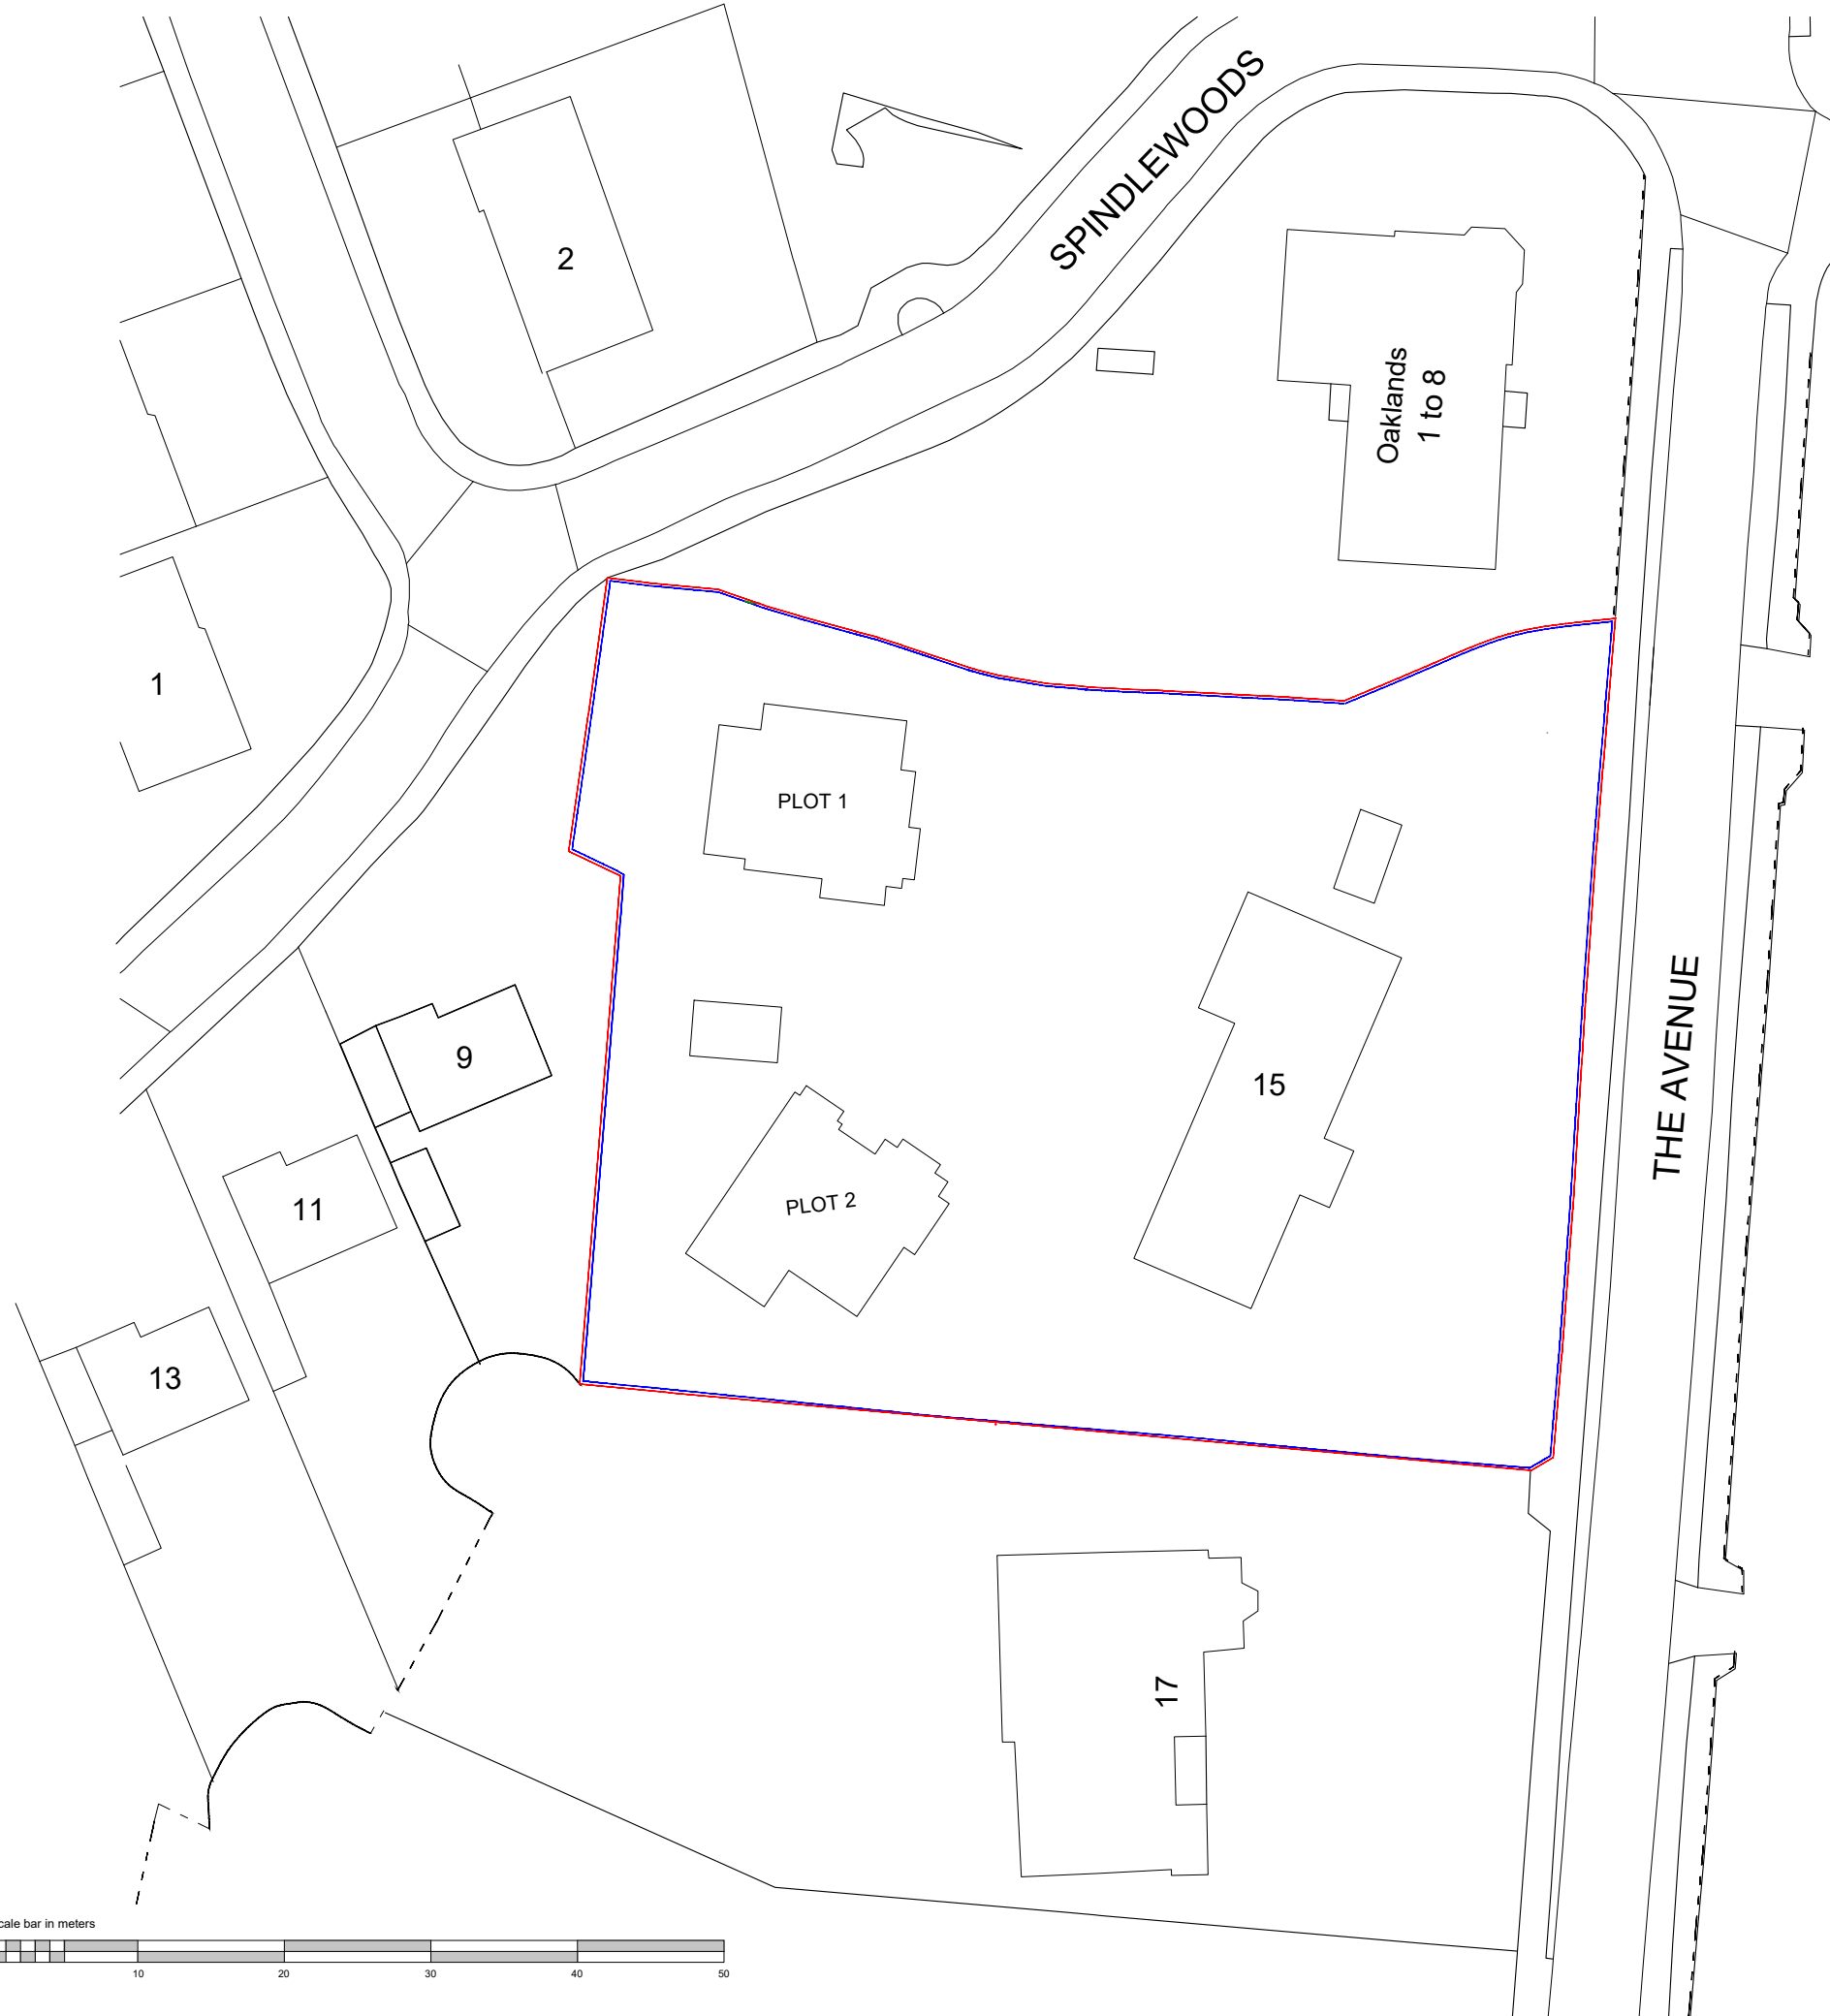 SPINDLEWOODS
2
Oaklands
1 to 8
1
PLOT 1
THE AVENUE
9
15
11
PLOT 2
13
17
cale bar in meters
10
20
30
40
50